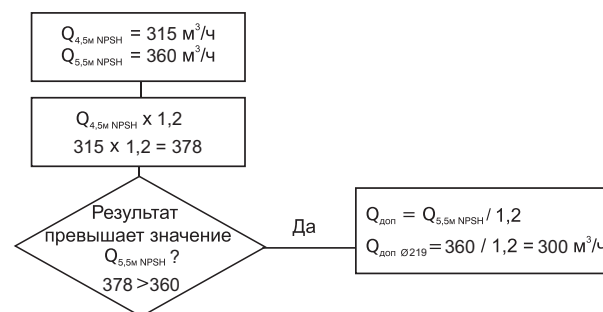 Q4,5м NPSH = 315 м³/ч
Q5,5м NPSH = 360 м³/ч
Q4,5м NPSH x 1,2
315 x 1,2 = 378
Результат
превышает значение
Q5,5м NPSH ?
378 >360
Да
Qдоп = Q5,5м NPSH / 1,2
Qдоп Ø219 = 360 / 1,2 = 300 м³/ч